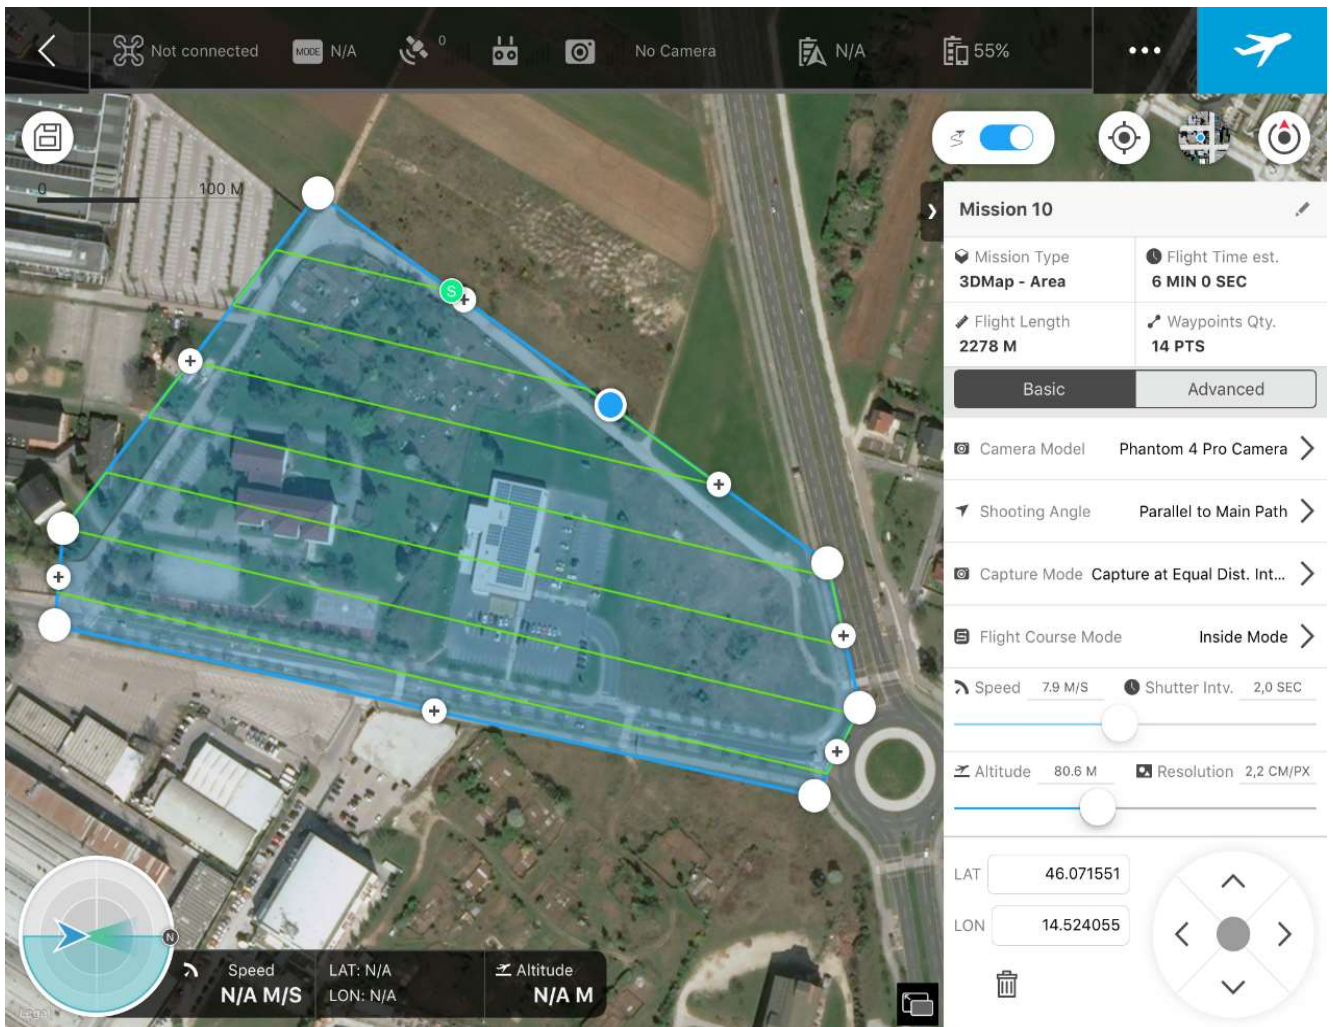 Not connected
MODE N/A
0
No Camera
N/A
55%
0 100 M
S
Mission 10
Mission Type
3DMap - Area
Flight Time est.
6 MIN 0 SEC
Flight Length
2278 M
Waypoints Qty.
14 PTS
Basic
Advanced
Camera Model Phantom 4 Pro Camera
Shooting Angle Parallel to Main Path
Capture Mode Capture at Equal Dist. Int...
Flight Course Mode Inside Mode
Speed 7.9 M/S Shutter Intv. 2,0 SEC
Altitude 80.6 M Resolution 2,2 CM/PX
LAT 46.071551
LON 14.524055
N
Speed
N/A M/S
LAT: N/A
LON: N/A
Altitude
N/A M
Legal